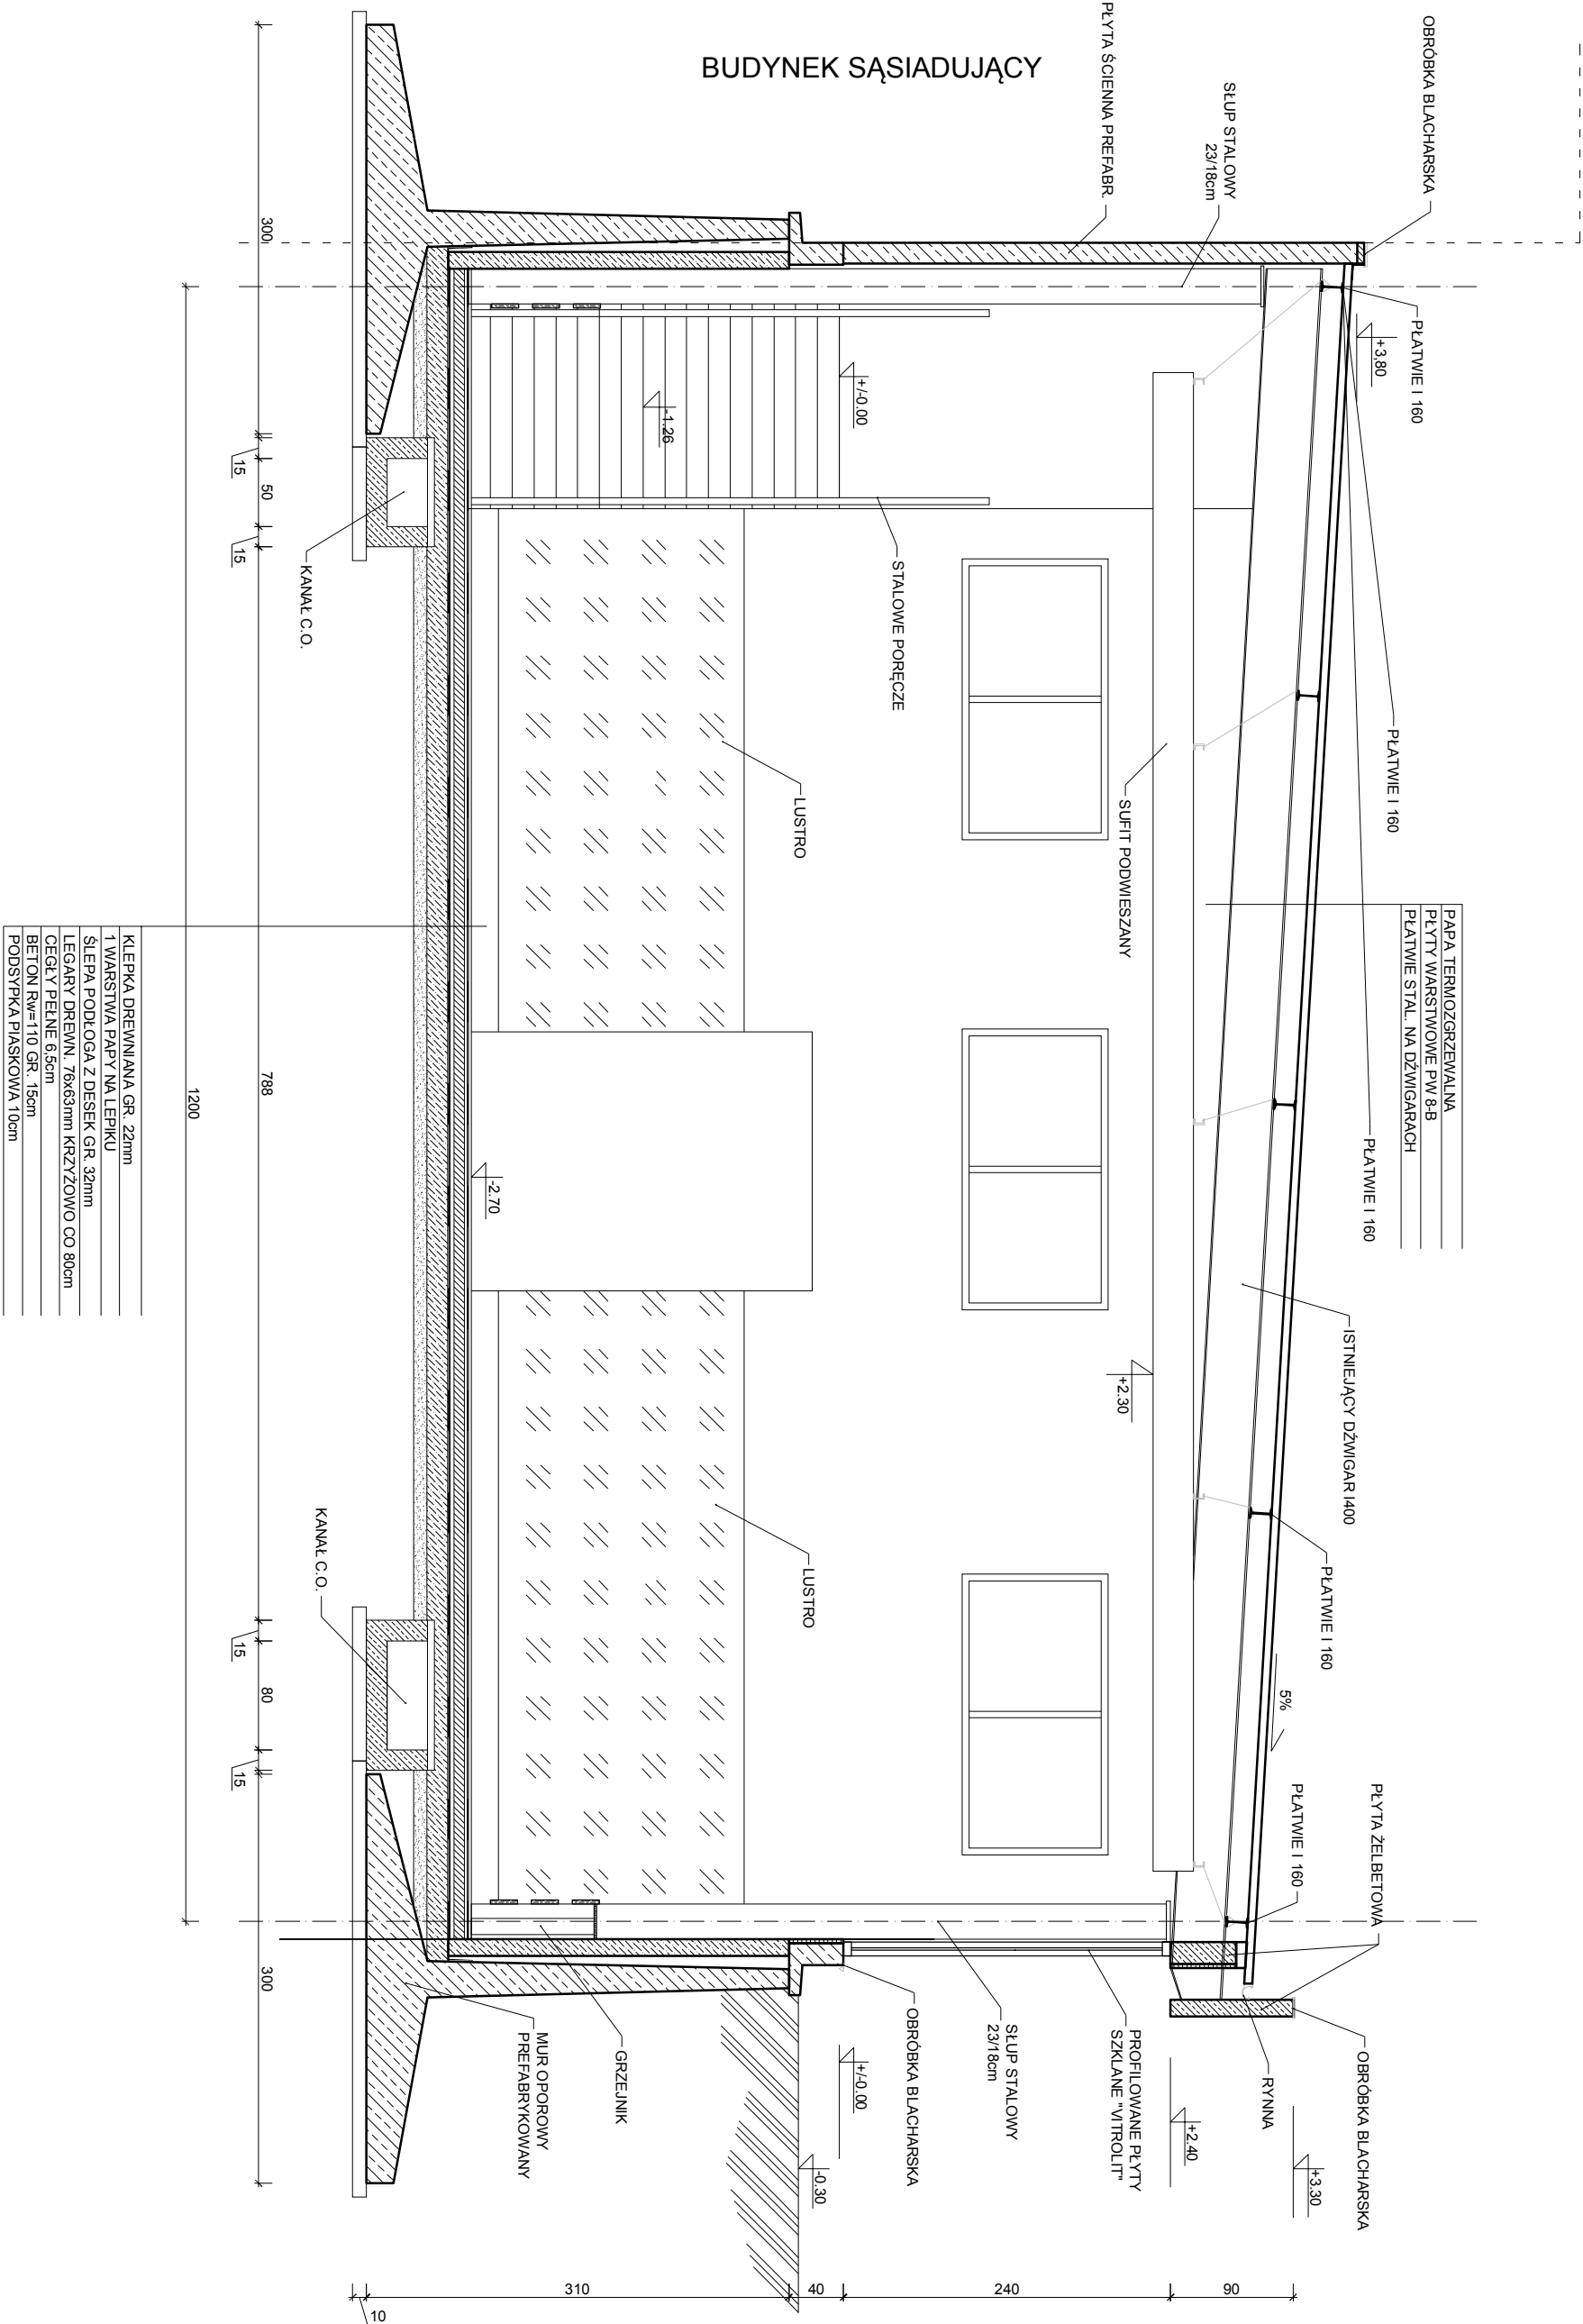 BUDYNEK SĄSIADUJĄCY
OBRÓBKA BLACHARSKA
PŁYTA ŚCIENNA PREFABR.
SŁUP STALOWY
23/18cm
PŁATWIE I 160
+3,80
PŁATWIE I 160
PŁATWIE I 160
PAPA TERMOZGRZEWALNA
PŁYTY WARSTWOWE PW 8-B
PŁATWIE STAL. NA DŹWIGARACH
ISTNIEJĄCY DŹWIGAR I400
PŁATWIE I 160
5%
PŁATWIE I 160
PŁYTA ŻELBETOWA
OBRÓBKA BLACHARSKA
RYNNA
+3.30
+2.40
PROFILOWANE PŁYTY
SZKLANE "VITROLIT"
SŁUP STALOWY
23/18cm
OBRÓBKA BLACHARSKA
+/-0.00
-0.30
GRZEJNIK
MUR OPOROWY
PREFABRYKOWANY
+/-0.00
-1.26
STALOWE PORĘCZE
SUFIT PODWIESZANY
+2.30
LUSTRO
LUSTRO
-2.70
KANAŁ C.O.
KANAŁ C.O.
300
15
50
15
788
15
80
15
300
1200
KLEPKA DREWNIANA GR. 22mm
1 WARSTWA PAPY NA LEPIKU
ŚLEPA PODŁOGA Z DESEK GR. 32mm
LEGARY DREWN. 76x63mm KRZYŻOWO CO 80cm
CEGŁY PEŁNE 6,5cm
BETON Rw=110 GR. 15cm
PODSYPKA PIASKOWA 10cm
10
310
40
240
90